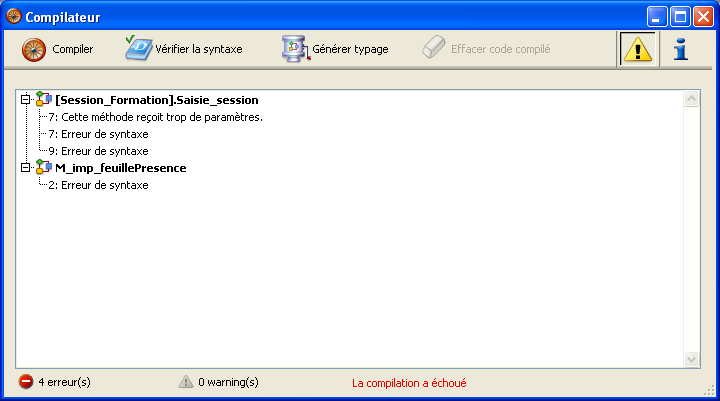 Compilateur
Compiler Vérifier la syntaxe Générer typage Effacer code compilé
[Session_Formation].Saisie_session
7: Cette méthode reçoit trop de paramètres.
7: Erreur de syntaxe
9: Erreur de syntaxe
M_imp_feuillePresence
2: Erreur de syntaxe
4 erreur(s) 0 warning(s) La compilation a échoué